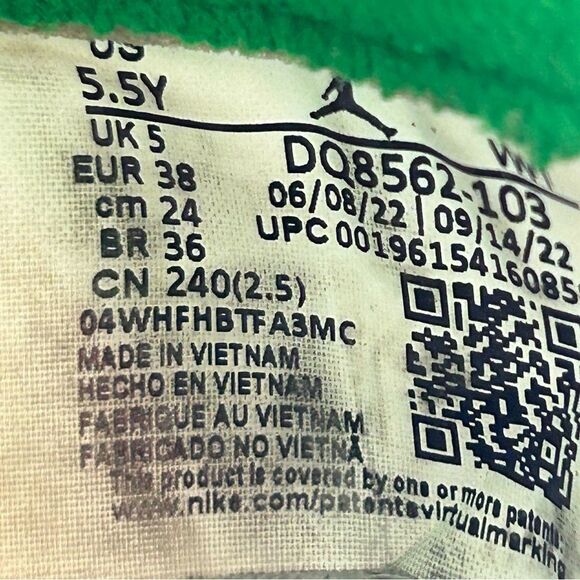 US
5.5Y
UK 5
EUR 38
cm 24
BR 36
CN 240(2.5)
04WHFHBTFA3MC
MADE IN VIETNAM
HECHO EN VIETNAM
FABRIQUE AU VIETNAM
FABRICADO NO VIETNÃ
This product is covered by one or more patents.
www.nike.com/patentsvirtualmarking
DQ8562-103
06/08/22 | 09/14/22
UPC 00196154160858